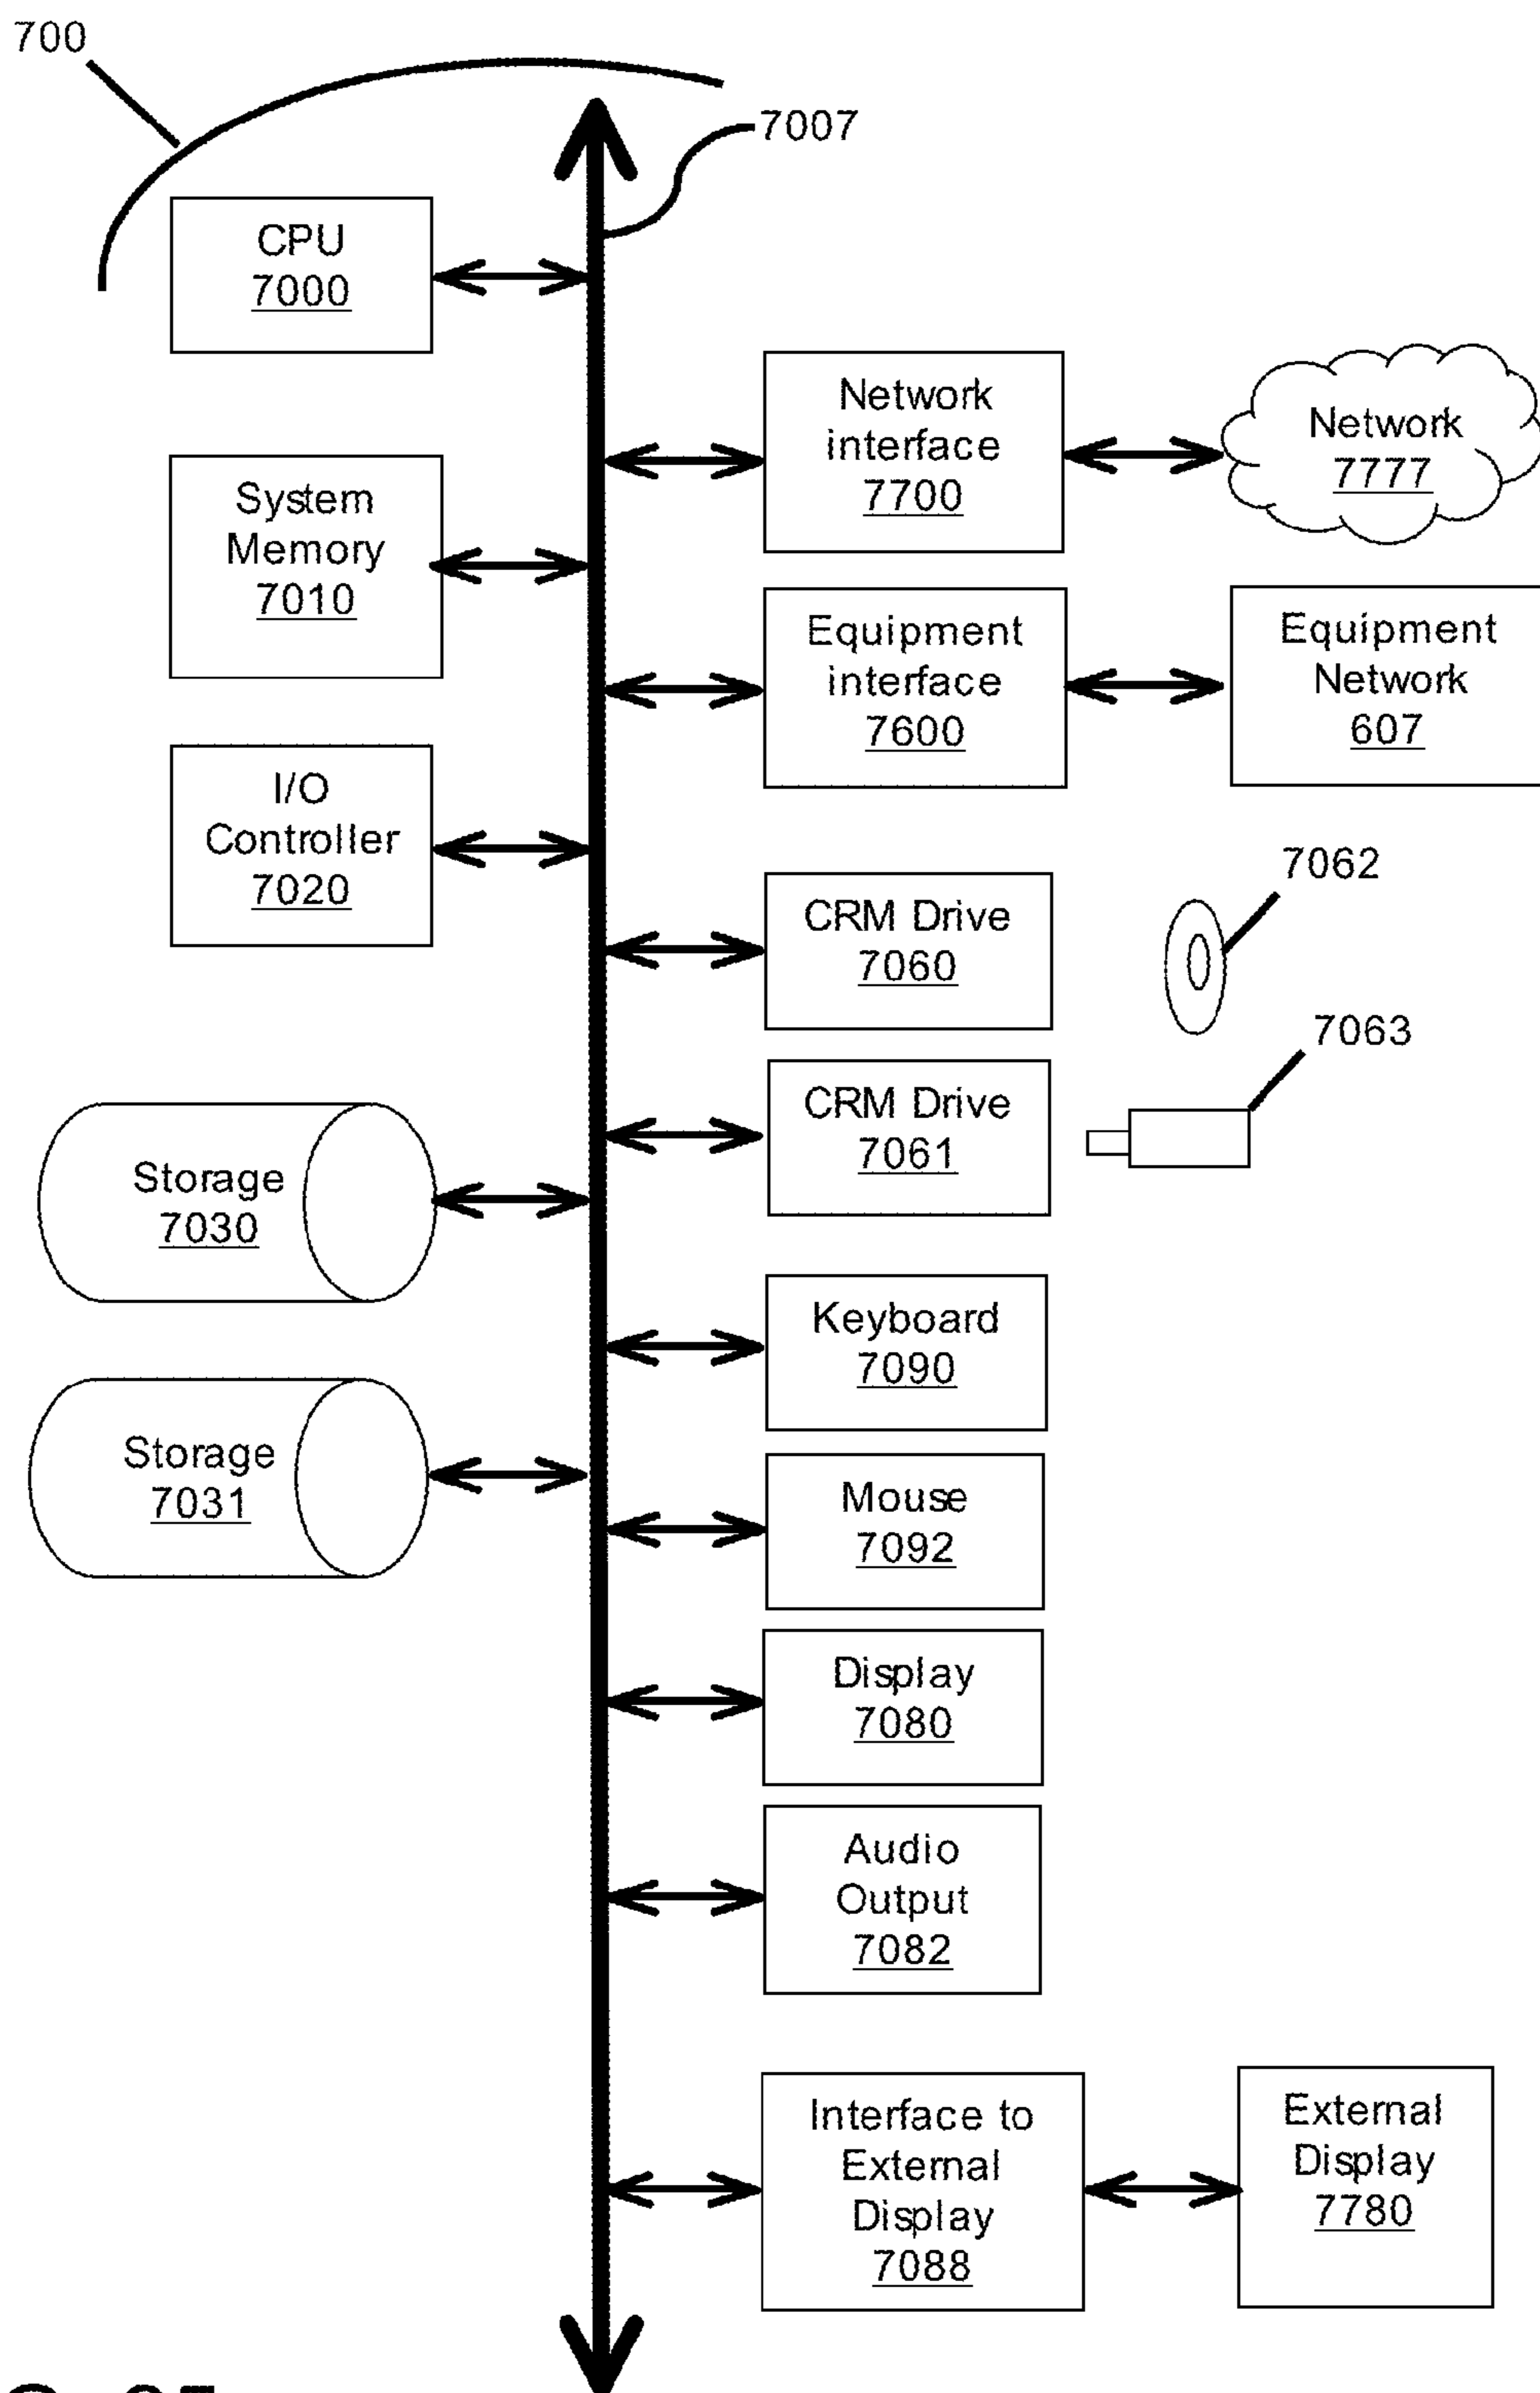 700
7007
CPU
7000
Network
interface
7700
Network
7777
System
Memory
7010
Equipment
interface
7600
Equipment
Network
607
I/O
Controller
7020
CRM Drive
7060
7062
CRM Drive
7061
7063
Storage
7030
Keyboard
7090
Storage
7031
Mouse
7092
Display
7080
Audio
Output
7082
Interface to
External
Display
7088
External
Display
7780